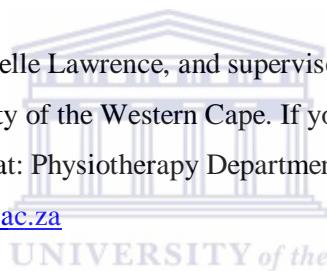 elle Lawrence, and supervise
ty of the Western Cape. If yo
at: Physiotherapy Departmen
ac.za
UNIVERSITY of the